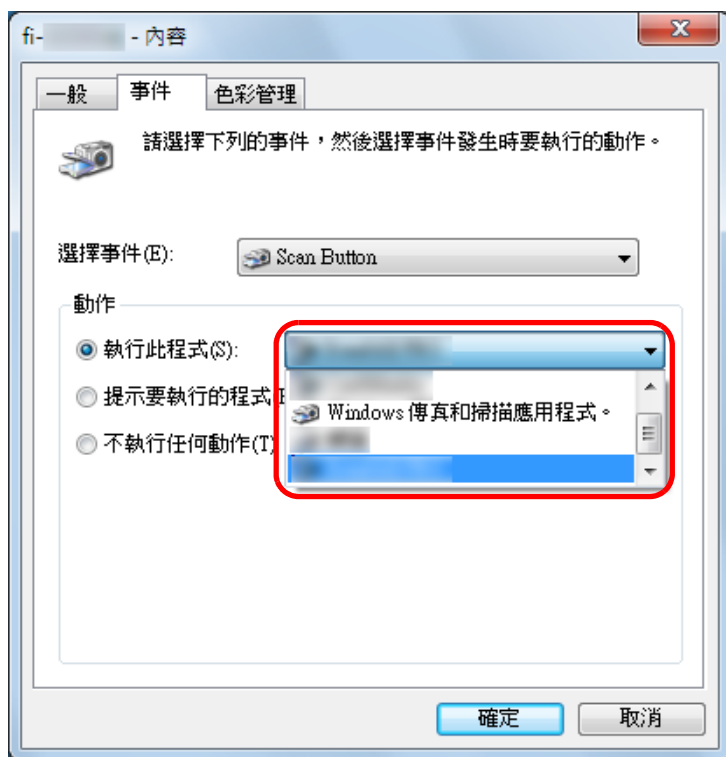 fi- - 內容
一般 事件 色彩管理
請選擇下列的事件，然後選擇事件發生時要執行的動作。
選擇事件(E): Scan Button
動作
執行此程式(S):
提示要執行的程式
Windows 傳真和掃描應用程式。
不執行任何動作(T)
確定 取消